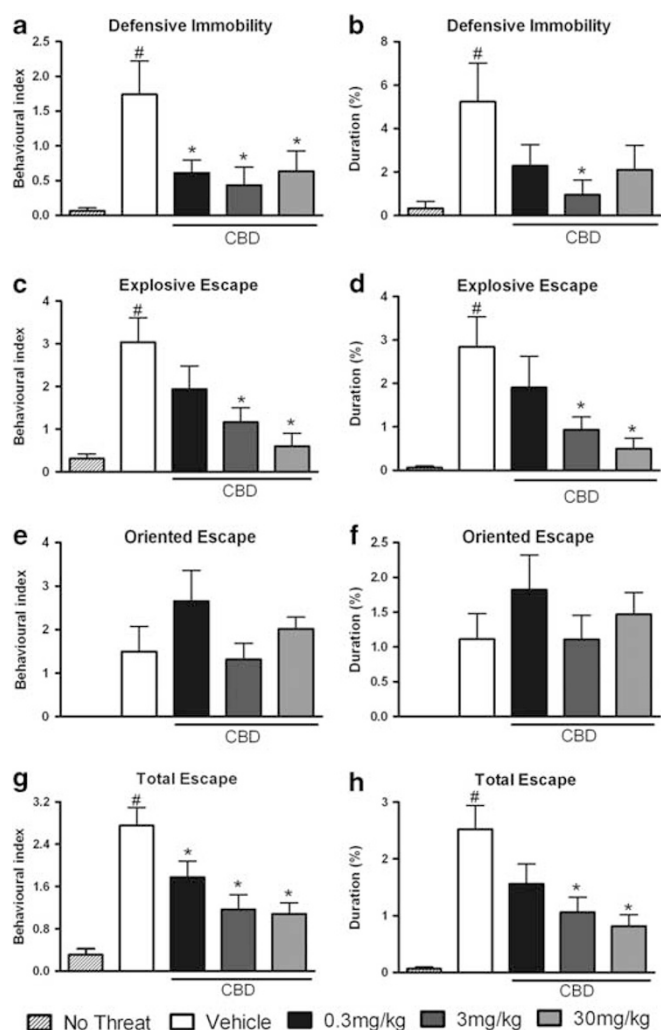 a Defensive Immobility
Behavioural index
2.5
2.0
1.5
1.0
0.5
0.0
#
* * *
CBD
b Defensive Immobility
Duration (%)
8
6
4
2
0
#
*
CBD
c Explosive Escape
Behavioural index
4
3
2
1
0
#
* *
CBD
d Explosive Escape
Duration (%)
4
3
2
1
0
#
* *
CBD
e Oriented Escape
Behavioural index
4
3
2
1
0
CBD
f Oriented Escape
Duration (%)
2.5
2.0
1.5
1.0
0.5
0.0
CBD
g Total Escape
Behavioural index
3.2
2.4
1.6
0.8
0.0
#
* * *
CBD
h Total Escape
Duration (%)
3
2
1
0
#
* *
CBD
No Threat Vehicle 0.3mg/kg 3mg/kg 30mg/kg